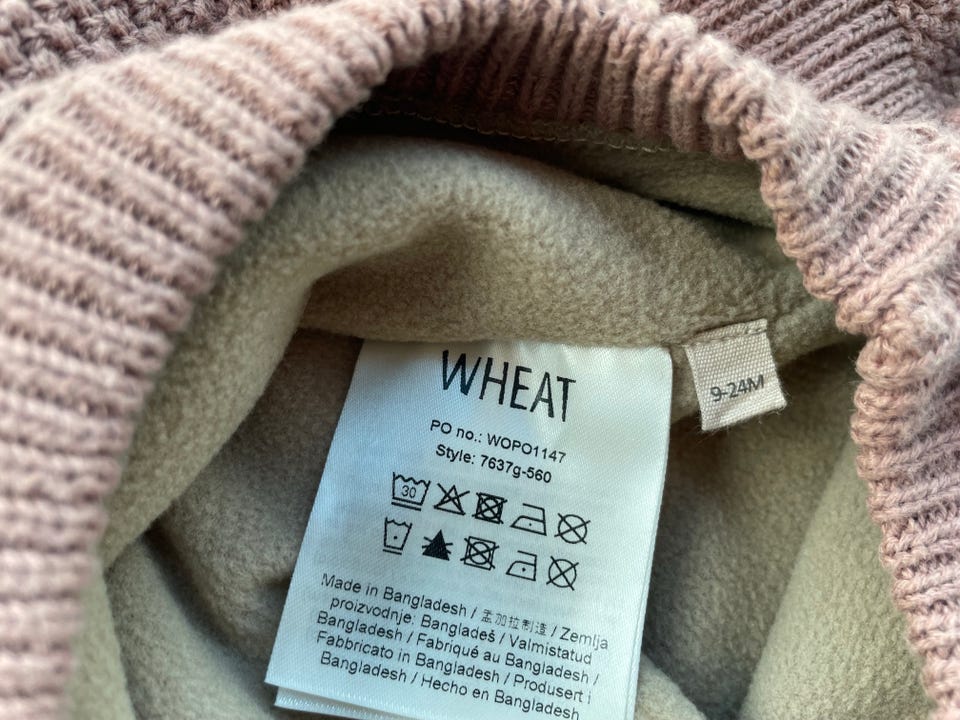 WHEAT
PO no.: WOPO1147
Style: 7637g-560
30
Made in Bangladesh / 孟加拉制造 / Zemlja
proizvodnje: Bangladeš / Valmistatud
Bangladesh / Fabriqué au Bangladesh /
Fabbricato in Bangladesh / Produsert i
Bangladesh / Hecho en Bangladesh
9-24M